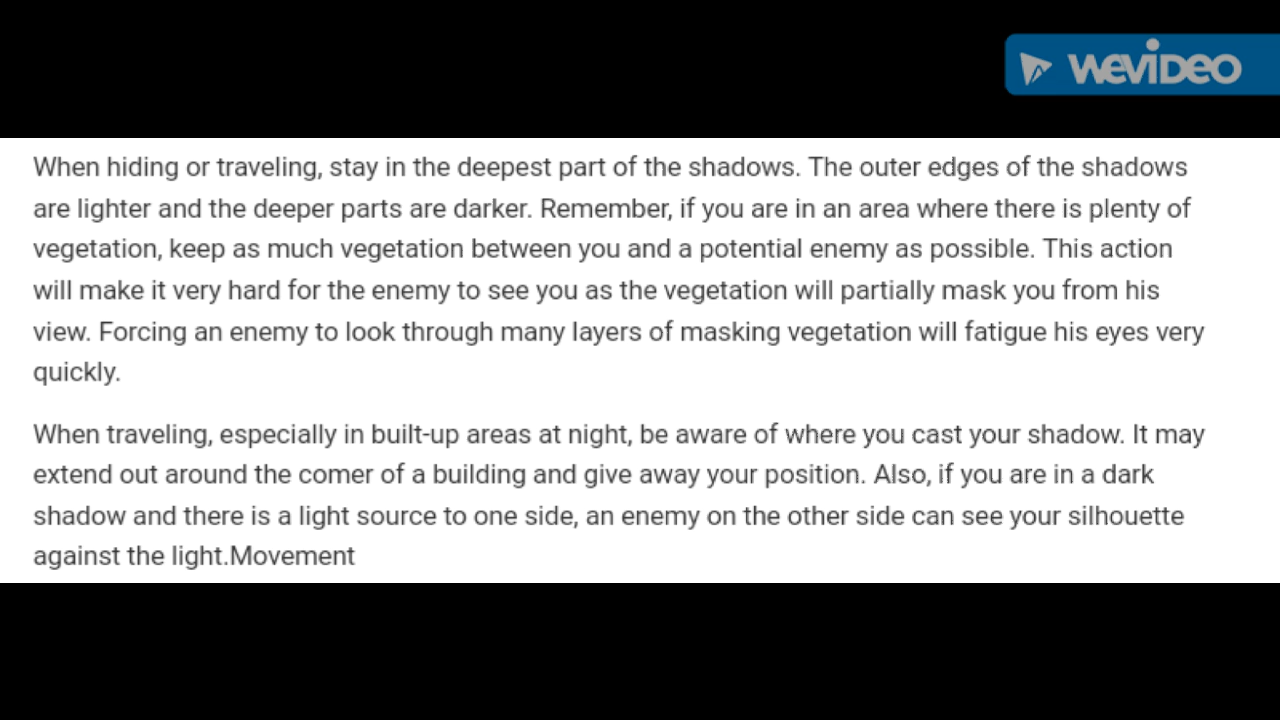 WEVIDEO
When hiding or traveling, stay in the deepest part of the shadows. The outer edges of the shadows
are lighter and the deeper parts are darker. Remember, if you are in an area where there is plenty of
vegetation, keep as much vegetation between you and a potential enemy as possible. This action
will make it very hard for the enemy to see you as the vegetation will partially mask you from his
view. Forcing an enemy to look through many layers of masking vegetation will fatigue his eyes very
quickly.
When traveling, especially in built-up areas at night, be aware of where you cast your shadow. It may
extend out around the comer of a building and give away your position. Also, if you are in a dark
shadow and there is a light source to one side, an enemy on the other side can see your silhouette
against the light.Movement